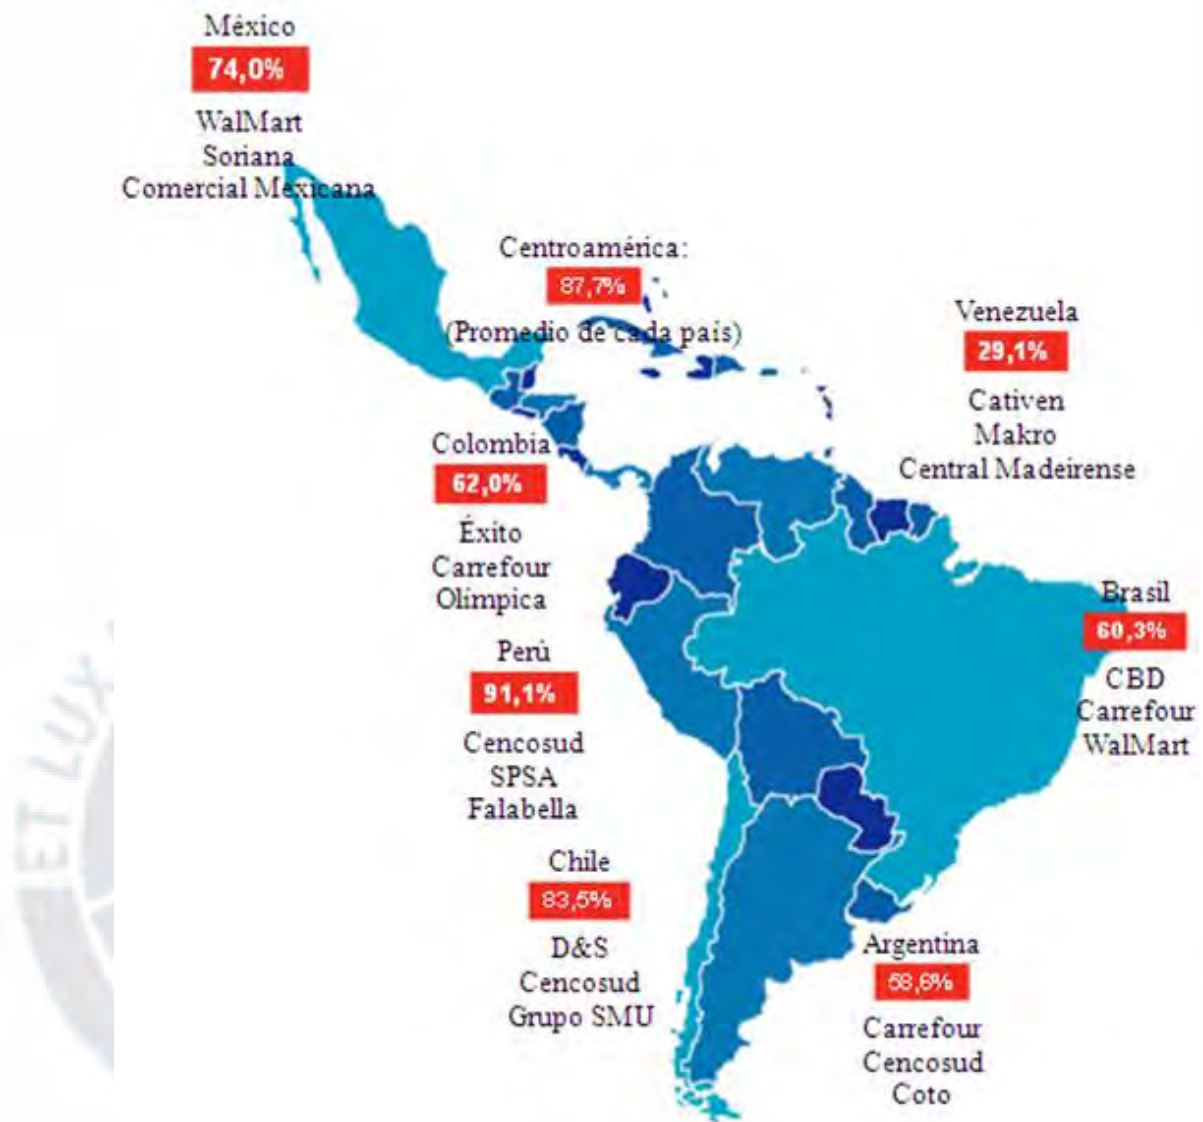 México
74,0%
WalMart
Soriana
Comercial Mexicana
Centroamérica:
87,7%
(Promedio de cada país)
Venezuela
29,1%
Cativen
Makro
Central Madeirense
Colombia
62,0%
Éxito
Carrefour
Olímpica
Brasil
60,3%
CBD
Carrefour
WalMart
Perú
91,1%
Cencosud
SPSA
Falabella
Chile
83,5%
D&S
Cencosud
Grupo SMU
Argentina
58,6%
Carrefour
Cencosud
Coto
ET LUX